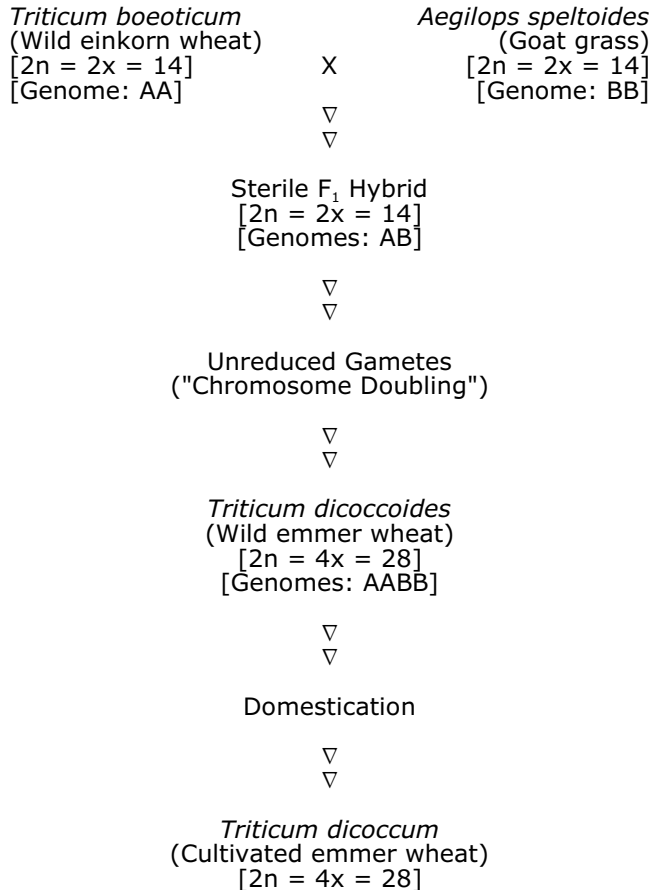 Triticum boeoticum Aegilops speltoides
(Wild einkorn wheat) (Goat grass)
[2n = 2x = 14] X [2n = 2x = 14]
[Genome: AA] [Genome: BB]
∇
∇
Sterile F₁ Hybrid
[2n = 2x = 14]
[Genomes: AB]
∇
∇
Unreduced Gametes
("Chromosome Doubling")
∇
∇
Triticum dicoccoides
(Wild emmer wheat)
[2n = 4x = 28]
[Genomes: AABB]
∇
∇
Domestication
∇
∇
Triticum dicoccum
(Cultivated emmer wheat)
[2n = 4x = 28]